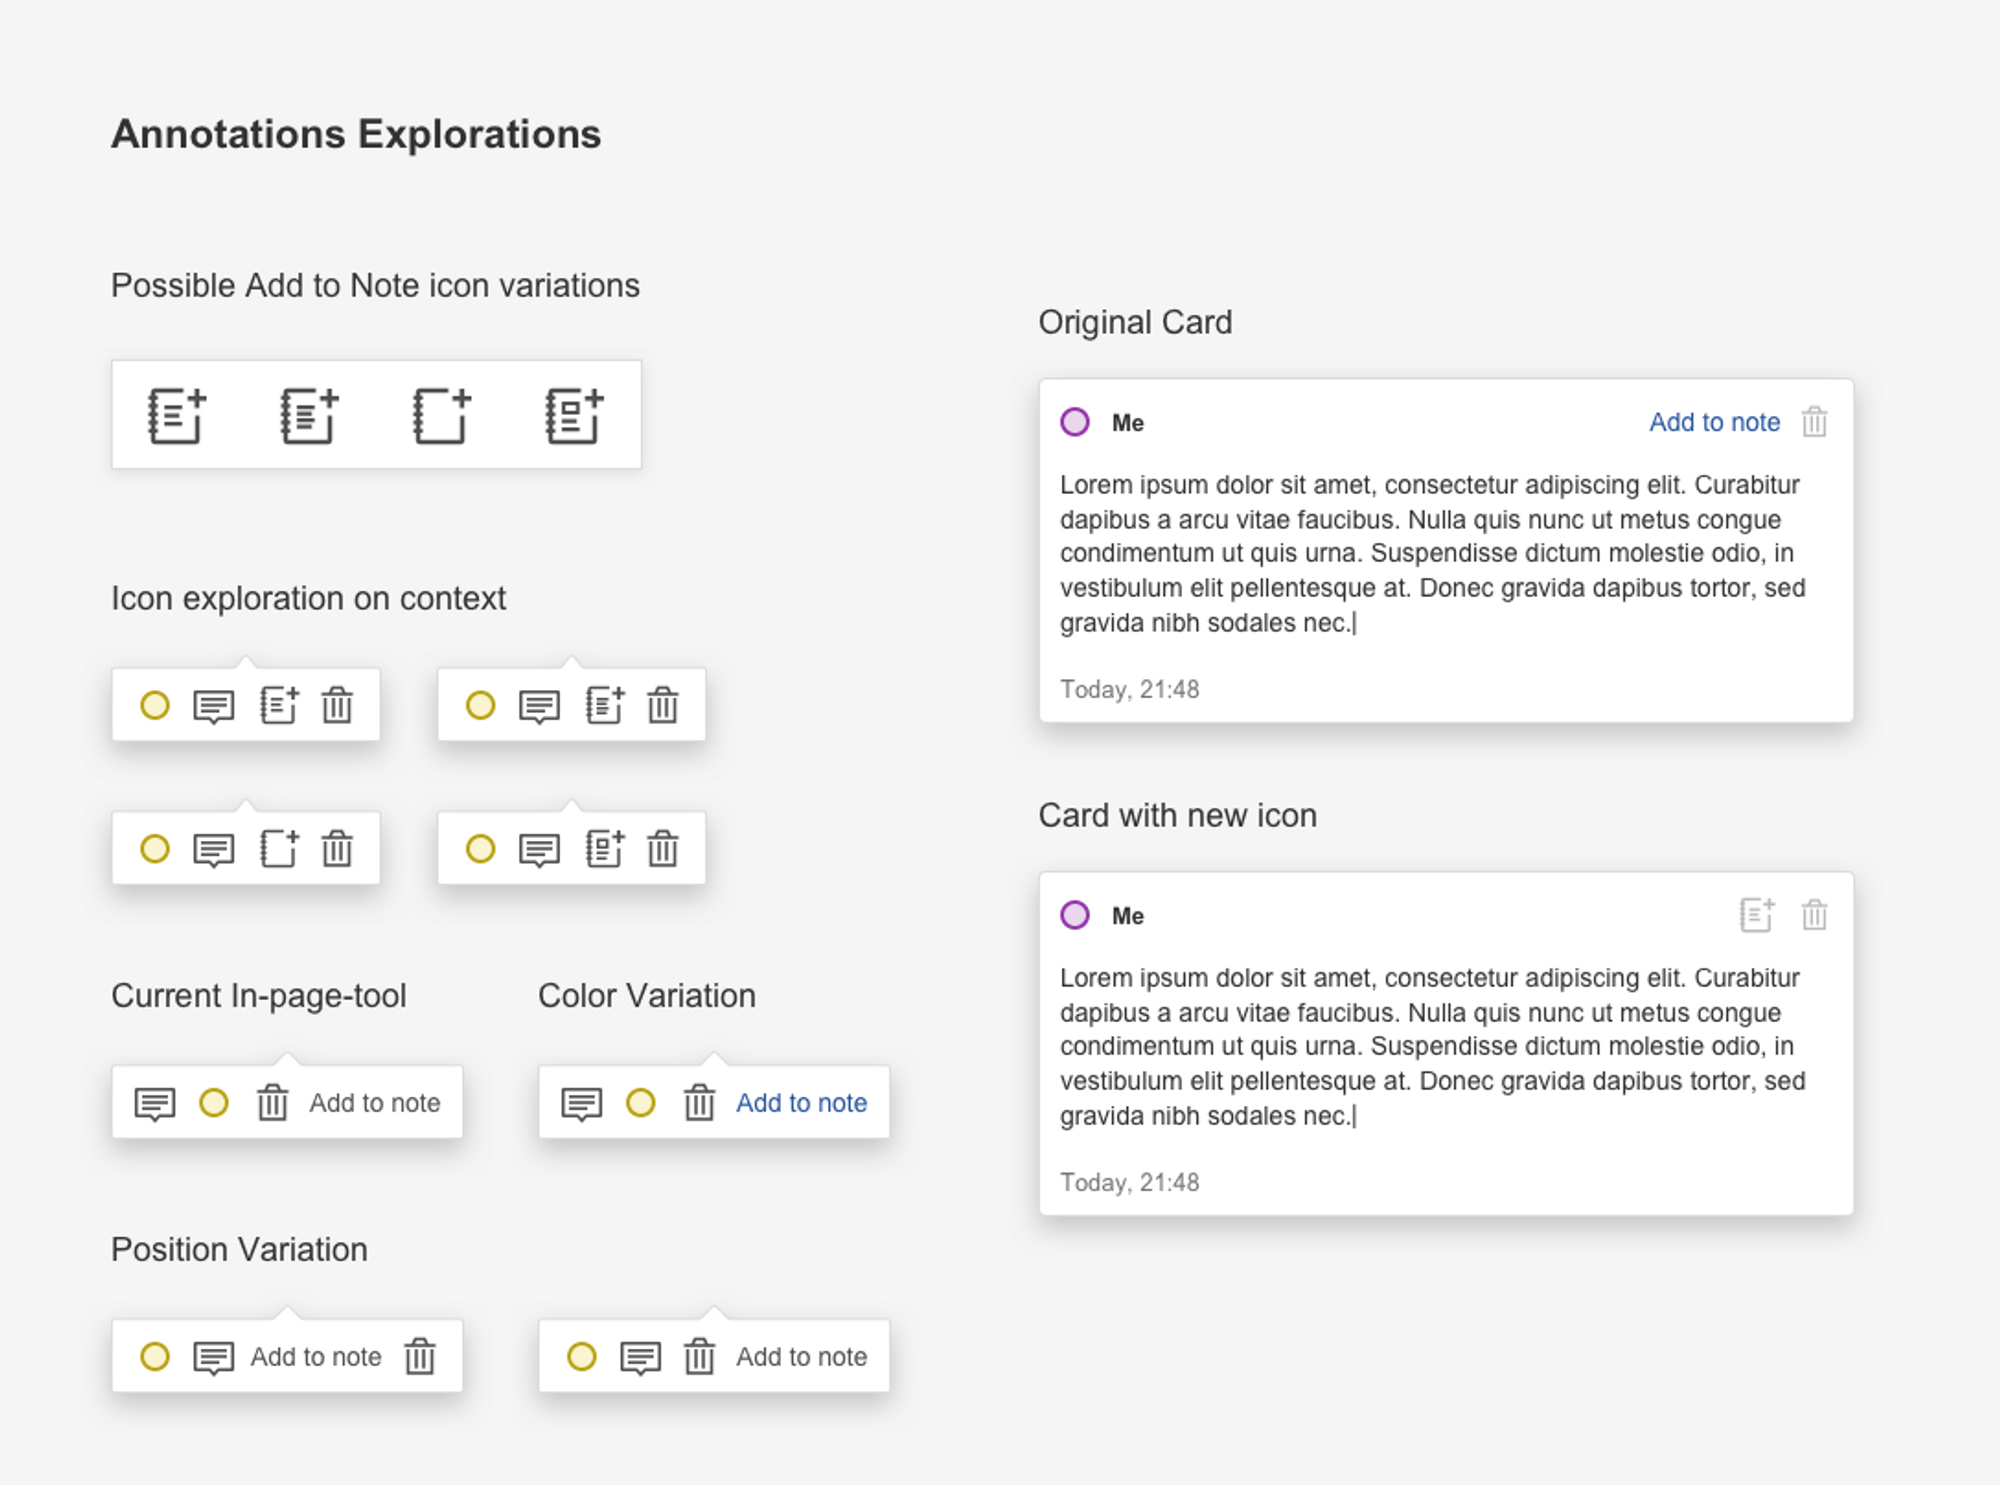 Annotations Explorations
Possible Add to Note icon variations
Icon exploration on context
Current In-page-tool
Color Variation
Add to note
Add to note
Position Variation
Add to note
Add to note
Original Card
Me
Add to note
Lorem ipsum dolor sit amet, consectetur adipiscing elit. Curabitur
dapibus a arcu vitae faucibus. Nulla quis nunc ut metus congue
condimentum ut quis urna. Suspendisse dictum molestie odio, in
vestibulum elit pellentesque at. Donec gravida dapibus tortor, sed
gravida nibh sodales nec.|
Today, 21:48
Card with new icon
Me
Lorem ipsum dolor sit amet, consectetur adipiscing elit. Curabitur
dapibus a arcu vitae faucibus. Nulla quis nunc ut metus congue
condimentum ut quis urna. Suspendisse dictum molestie odio, in
vestibulum elit pellentesque at. Donec gravida dapibus tortor, sed
gravida nibh sodales nec.|
Today, 21:48